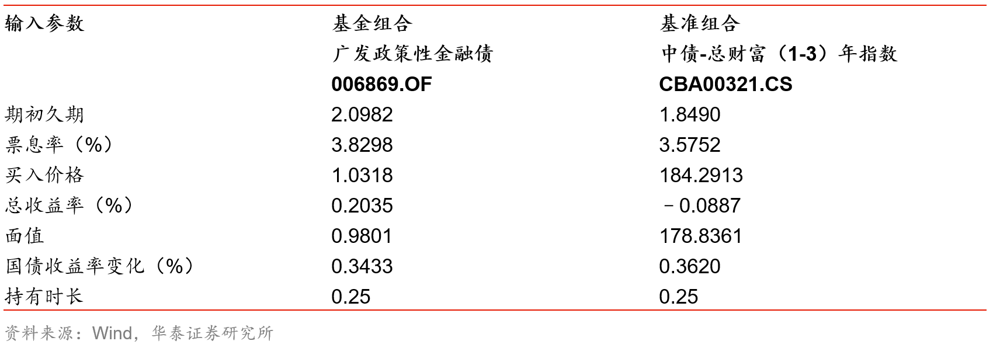 输入参数 基金组合 基准组合
广发政策性金融债 中债-总财富（1-3）年指数
006869.OF CBA00321.CS
期初久期 2.0982 1.8490
票息率（%） 3.8298 3.5752
买入价格 1.0318 184.2913
总收益率（%） 0.2035 －0.0887
面值 0.9801 178.8361
国债收益率变化（%） 0.3433 0.3620
持有时长 0.25 0.25
资料来源：Wind，华泰证券研究所